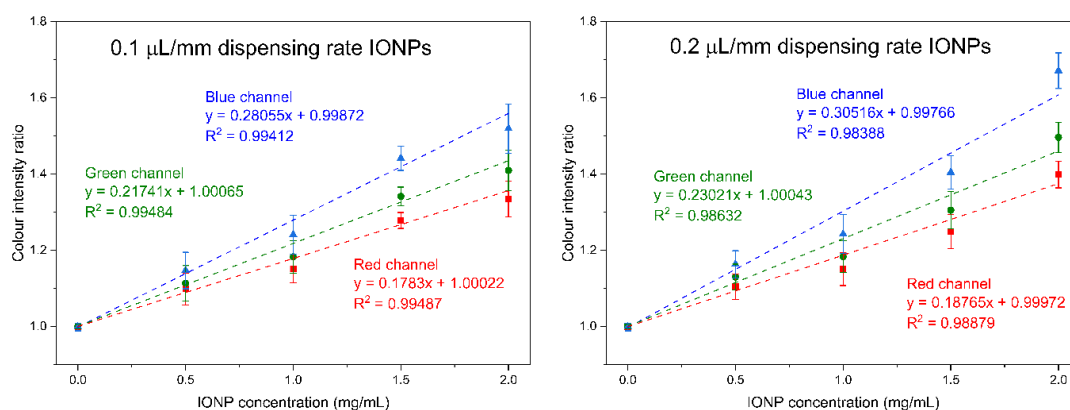 0.1 μL/mm dispensing rate IONPs
Colour intensity ratio
1.8
1.6
1.4
1.2
1.0
Blue channel
y = 0.28055x + 0.99872
R² = 0.99412
Green channel
y = 0.21741x + 1.00065
R² = 0.99484
Red channel
y = 0.1783x + 1.00022
R² = 0.99487
0.0 0.5 1.0 1.5 2.0
IONP concentration (mg/mL)
0.2 μL/mm dispensing rate IONPs
Colour intensity ratio
1.8
1.6
1.4
1.2
1.0
Blue channel
y = 0.30516x + 0.99766
R² = 0.98388
Green channel
y = 0.23021x + 1.00043
R² = 0.98632
Red channel
y = 0.18765x + 0.99972
R² = 0.98879
0.0 0.5 1.0 1.5 2.0
IONP concentration (mg/mL)